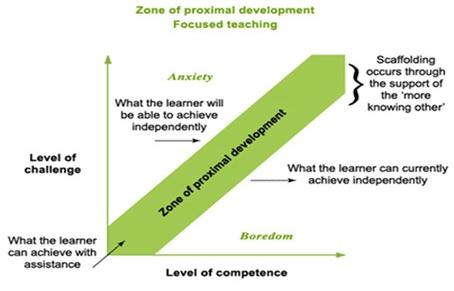 Zone of proximal development
Focused teaching
Anxiety
What the learner will
be able to achieve
independently
Scaffolding
occurs through
the support of
the ‘more
knowing other’
Zone of proximal development
Level of
challenge
What the learner can currently
achieve independently
What the learner
can achieve with
assistance
Boredom
Level of competence